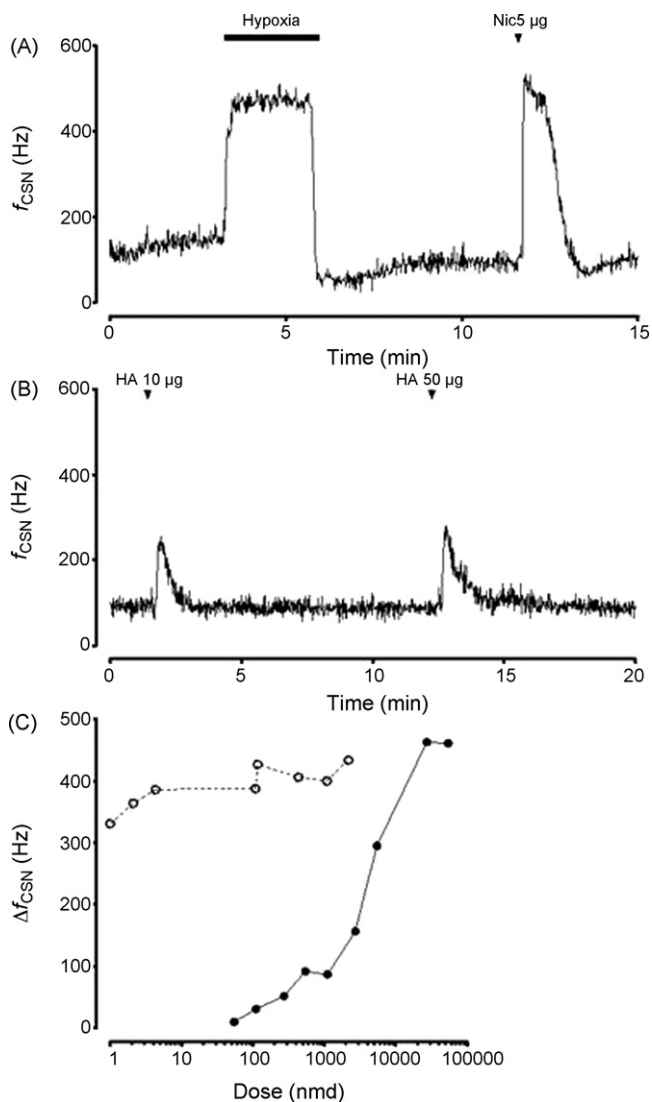 (A)
Hypoxia
Nic5 µg
600
400
200
0
fCSN (Hz)
0 5 10 15
Time (min)
(B)
HA 10 µg
HA 50 µg
600
400
200
0
fCSN (Hz)
0 5 10 15 20
Time (min)
(C)
500
400
300
200
100
0
ΔfCSN (Hz)
1 10 100 1000 10000 100000
Dose (nmd)